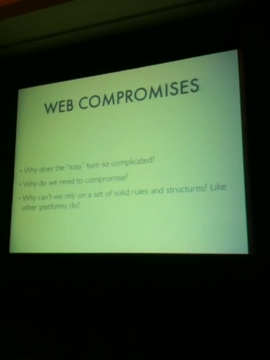 WEB COMPROMISES
• Why does the "easy" turn so complicated?
• Why do we need to compromise?
• Why can't we rely on a set of solid rules and structures? Like
other platforms do?